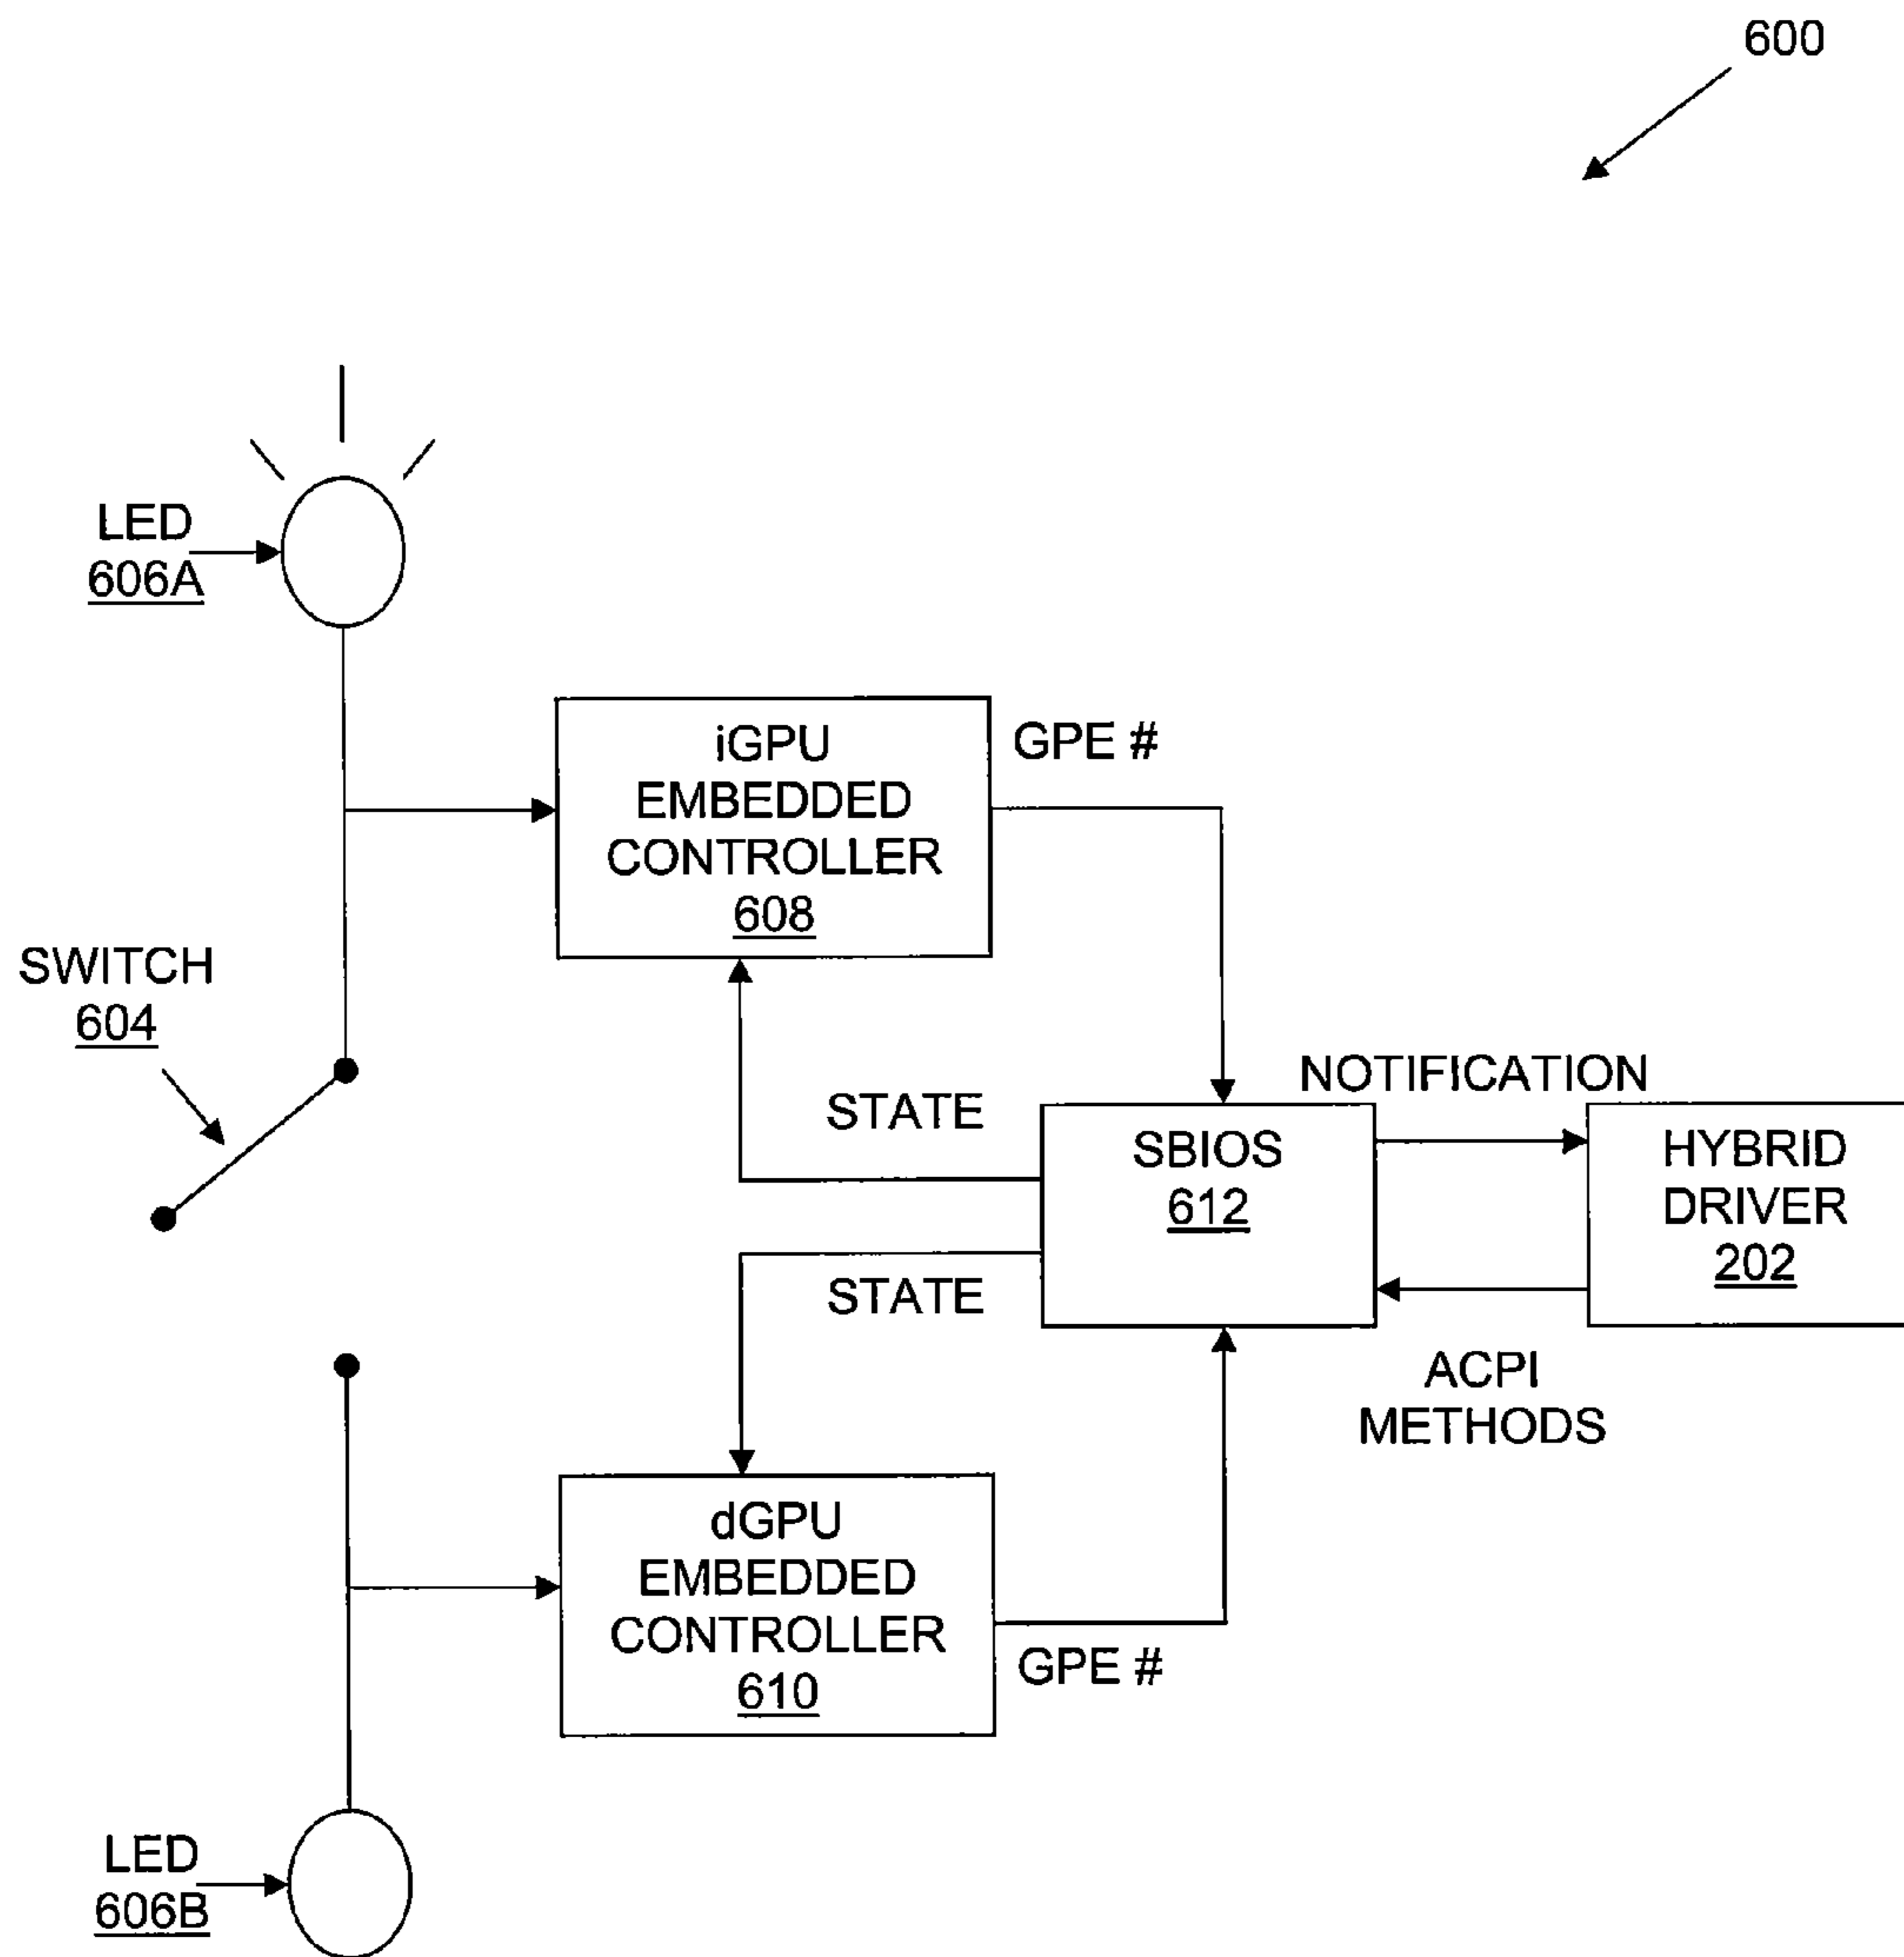 600
LED
606A
iGPU
EMBEDDED
CONTROLLER
608
GPE #
SWITCH
604
STATE
NOTIFICATION
SBIOS
612
HYBRID
DRIVER
202
STATE
ACPI
METHODS
dGPU
EMBEDDED
CONTROLLER
610
GPE #
LED
606B